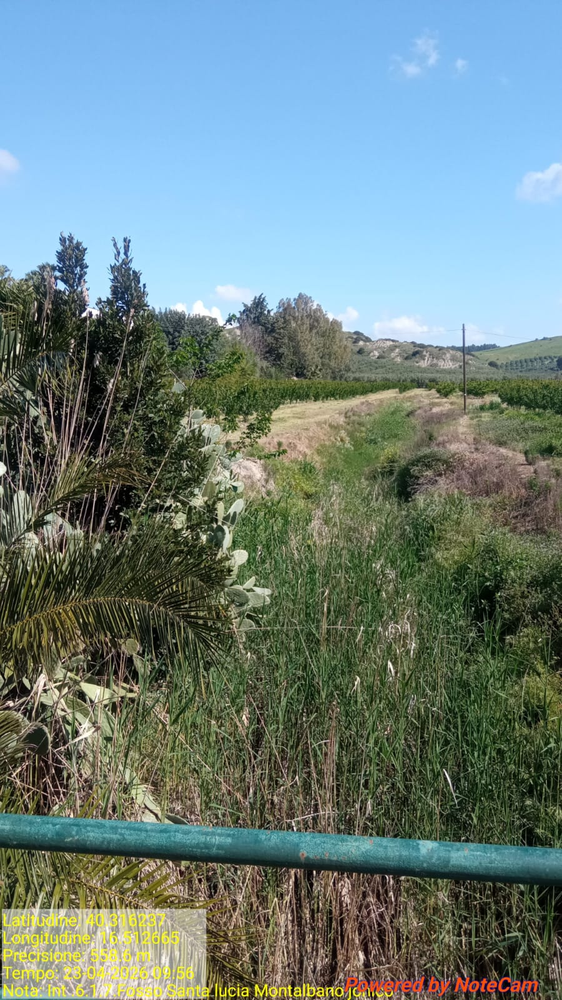 Latitudine: 40.316237
Longitudine: 16.512665
Precisione: 558.6 m
Tempo: 23-04-2026 09:56
Nota: Int .6.1.7 Fosso Santa lucia Montalbano jonico
Powered by NoteCam